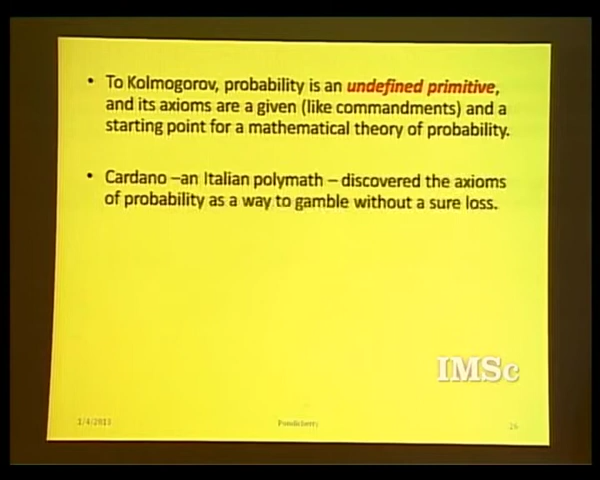 • To Kolmogorov, probability is an undefined primitive,
and its axioms are a given (like commandments) and a
starting point for a mathematical theory of probability.
• Cardano –an Italian polymath – discovered the axioms
of probability as a way to gamble without a sure loss.
IMSc
1/4/2013
Pondicherry
26